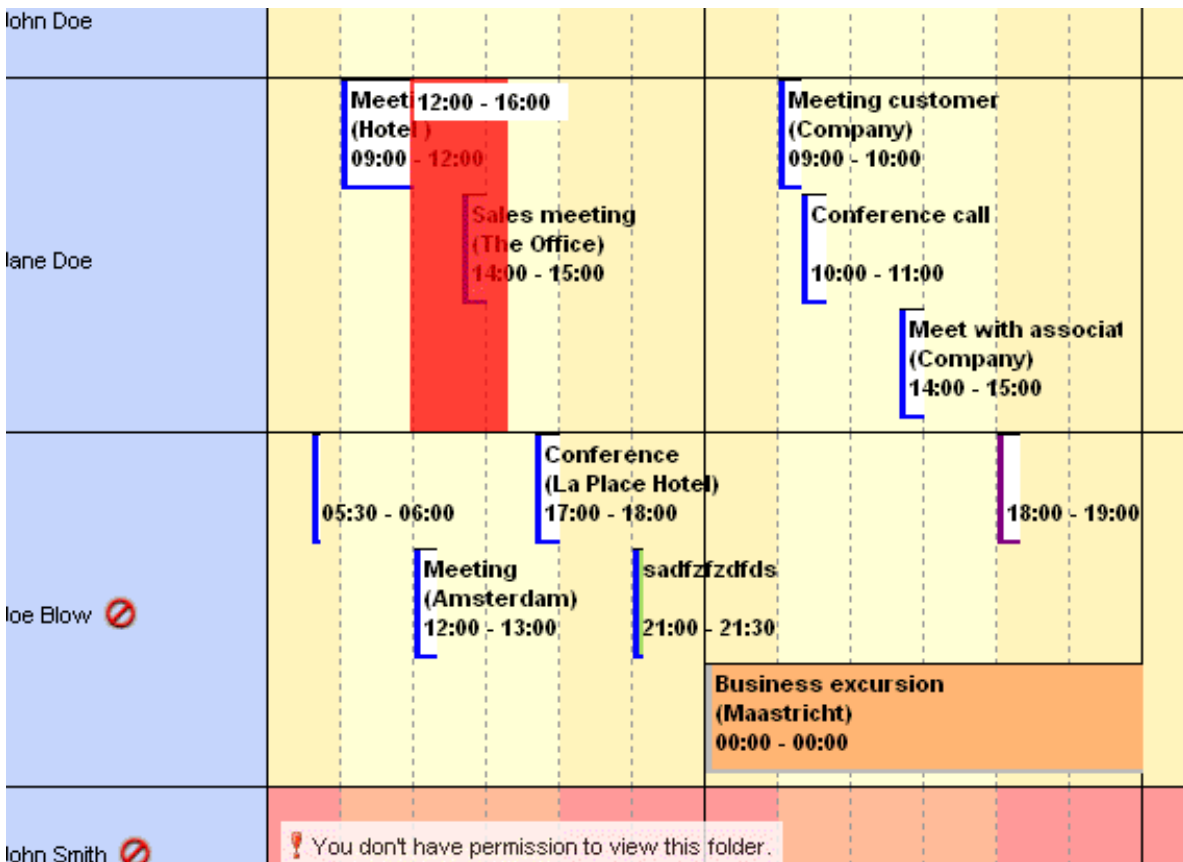 John Doe
Meeti
12:00 - 16:00
(Hotel )
09:00 - 12:00
Meeting customer
(Company)
09:00 - 10:00
Jane Doe
Sales meeting
(The Office)
14:00 - 15:00
Conference call
10:00 - 11:00
Meet with associat
(Company)
14:00 - 15:00
Joe Blow
05:30 - 06:00
Conference
(La Place Hotel)
17:00 - 18:00
18:00 - 19:00
Meeting
(Amsterdam)
12:00 - 13:00
sadfzfzdfds
21:00 - 21:30
Business excursion
(Maastricht)
00:00 - 00:00
John Smith
You don't have permission to view this folder.